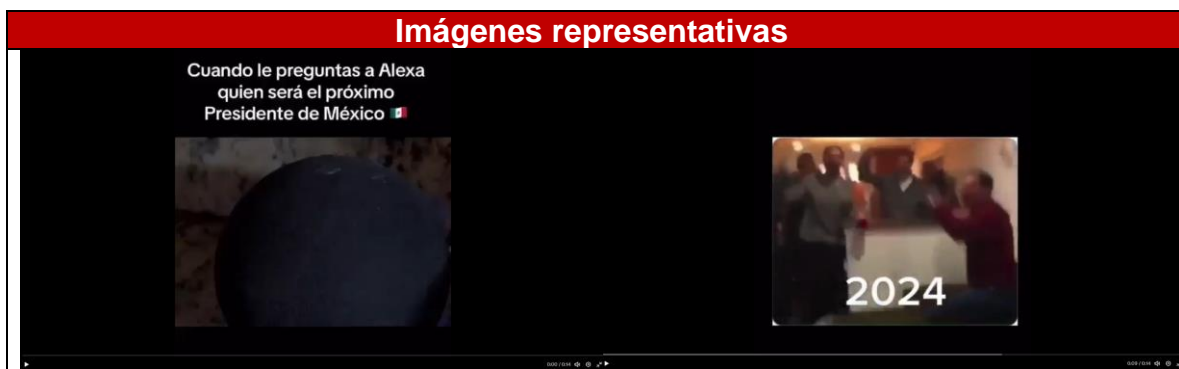 Imágenes representativas
Cuando le preguntas a Alexa
quien será el próximo
Presidente de México 🇲🇽
2024